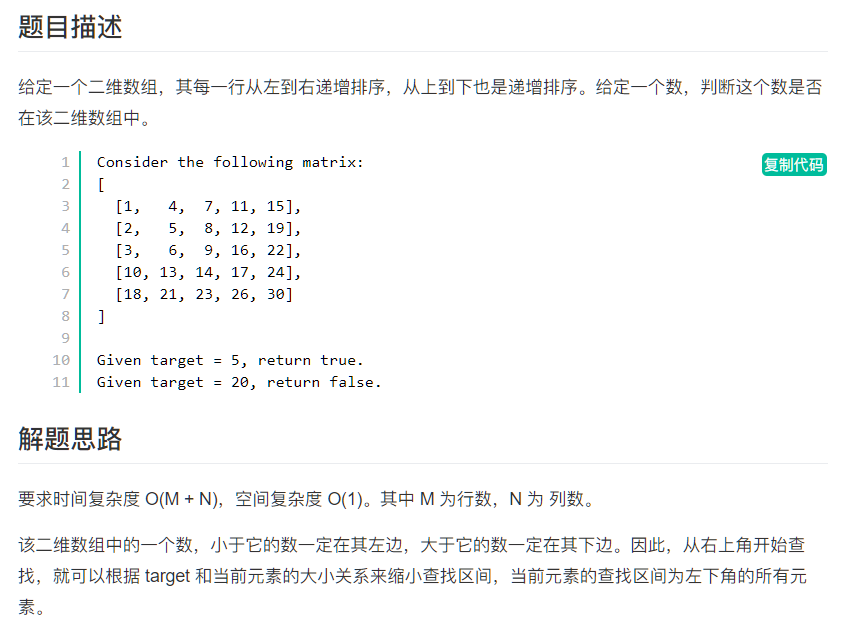 题目描述
给定一个二维数组，其每一行从左到右递增排序，从上到下也是递增排序。给定一个数，判断这个数是否
在该二维数组中。
1 Consider the following matrix:
复制代码
2 [
3   [1,   4,  7, 11, 15],
4   [2,   5,  8, 12, 19],
5   [3,   6,  9, 16, 22],
6   [10, 13, 14, 17, 24],
7   [18, 21, 23, 26, 30]
8 ]
9
10 Given target = 5, return true.
11 Given target = 20, return false.
解题思路
要求时间复杂度 O(M + N)，空间复杂度 O(1)。其中 M 为行数，N 为 列数。
该二维数组中的一个数，小于它的数一定在其左边，大于它的数一定在其下边。因此，从右上角开始查
找，就可以根据 target 和当前元素的大小关系来缩小查找区间，当前元素的查找区间为左下角的所有元
素。